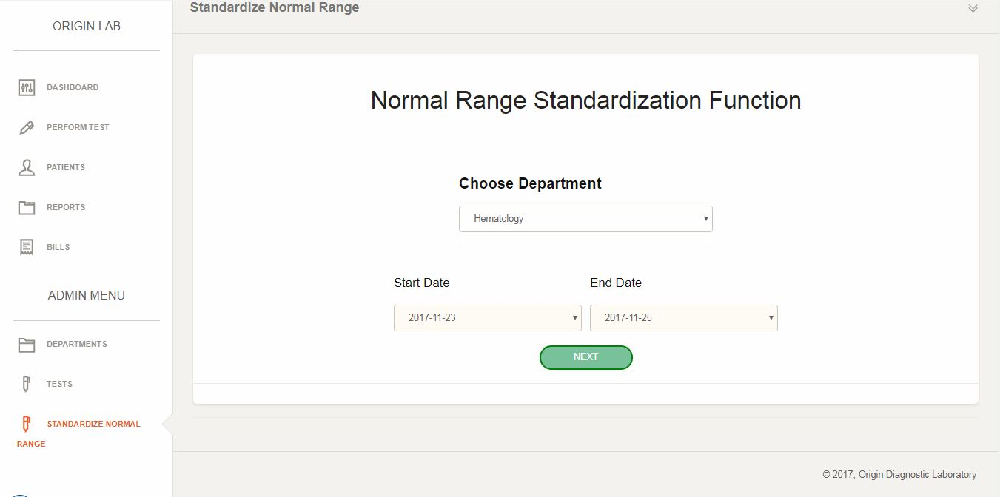 Standardize Normal Range
ORIGIN LAB
DASHBOARD
PERFORM TEST
PATIENTS
REPORTS
BILLS
ADMIN MENU
DEPARTMENTS
TESTS
STANDARDIZE NORMAL
RANGE
Normal Range Standardization Function
Choose Department
Hematology
Start Date
End Date
2017-11-23
2017-11-25
NEXT
© 2017, Origin Diagnostic Laboratory